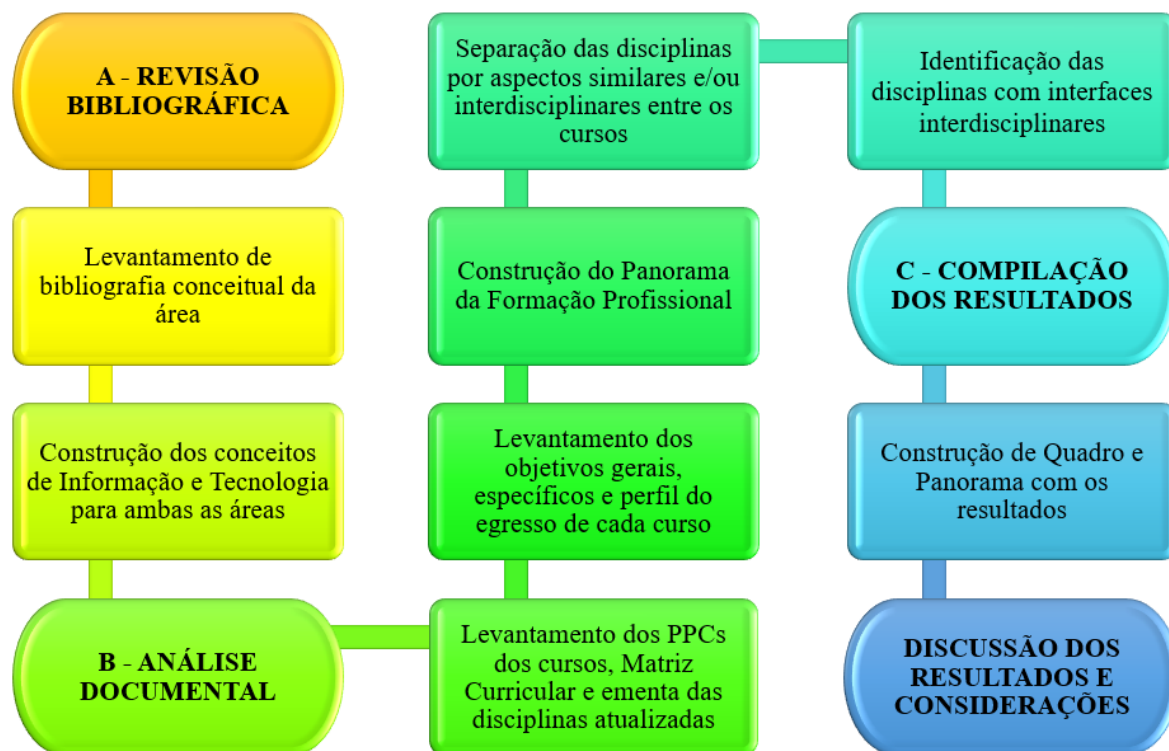 A - REVISÃO
BIBLIOGRÁFICA
Levantamento de
bibliografia conceitual da
área
Construção dos conceitos
de Informação e Tecnologia
para ambas as áreas
B - ANÁLISE
DOCUMENTAL
Levantamento dos PPCs
dos cursos, Matriz
Curricular e ementa das
disciplinas atualizadas
Levantamento dos
objetivos gerais,
específicos e perfil do
egresso de cada curso
Construção do Panorama
da Formação Profissional
Separação das disciplinas
por aspectos similares e/ou
interdisciplinares entre os
cursos
Identificação das
disciplinas com interfaces
interdisciplinares
C - COMPILAÇÃO
DOS RESULTADOS
Construção de Quadro e
Panorama com os
resultados
DISCUSSÃO DOS
RESULTADOS E
CONSIDERAÇÕES